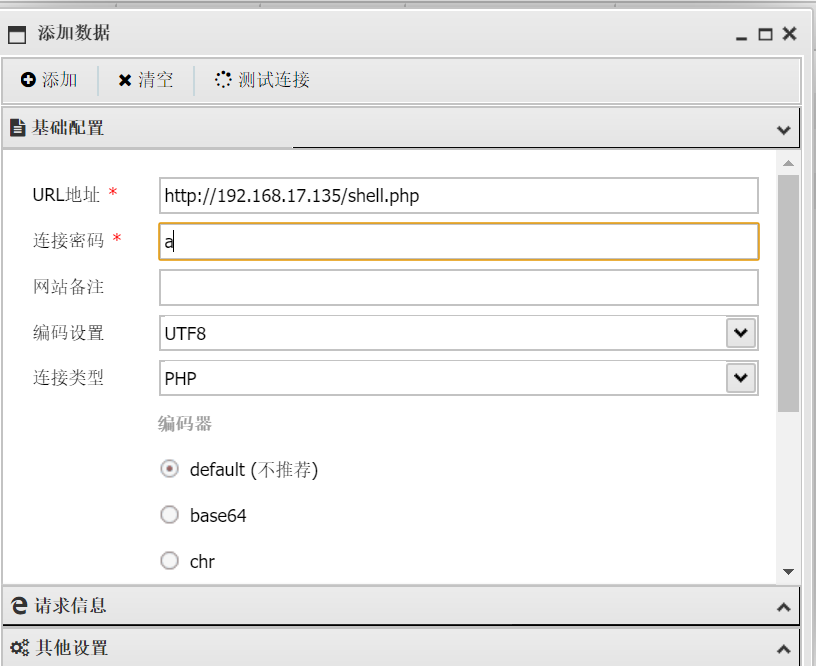 添加数据
添加 清空 测试连接
基础配置
URL地址 * http://192.168.17.135/shell.php
连接密码 * a
网站备注
编码设置 UTF8
连接类型 PHP
编码器
default (不推荐)
base64
chr
请求信息
其他设置